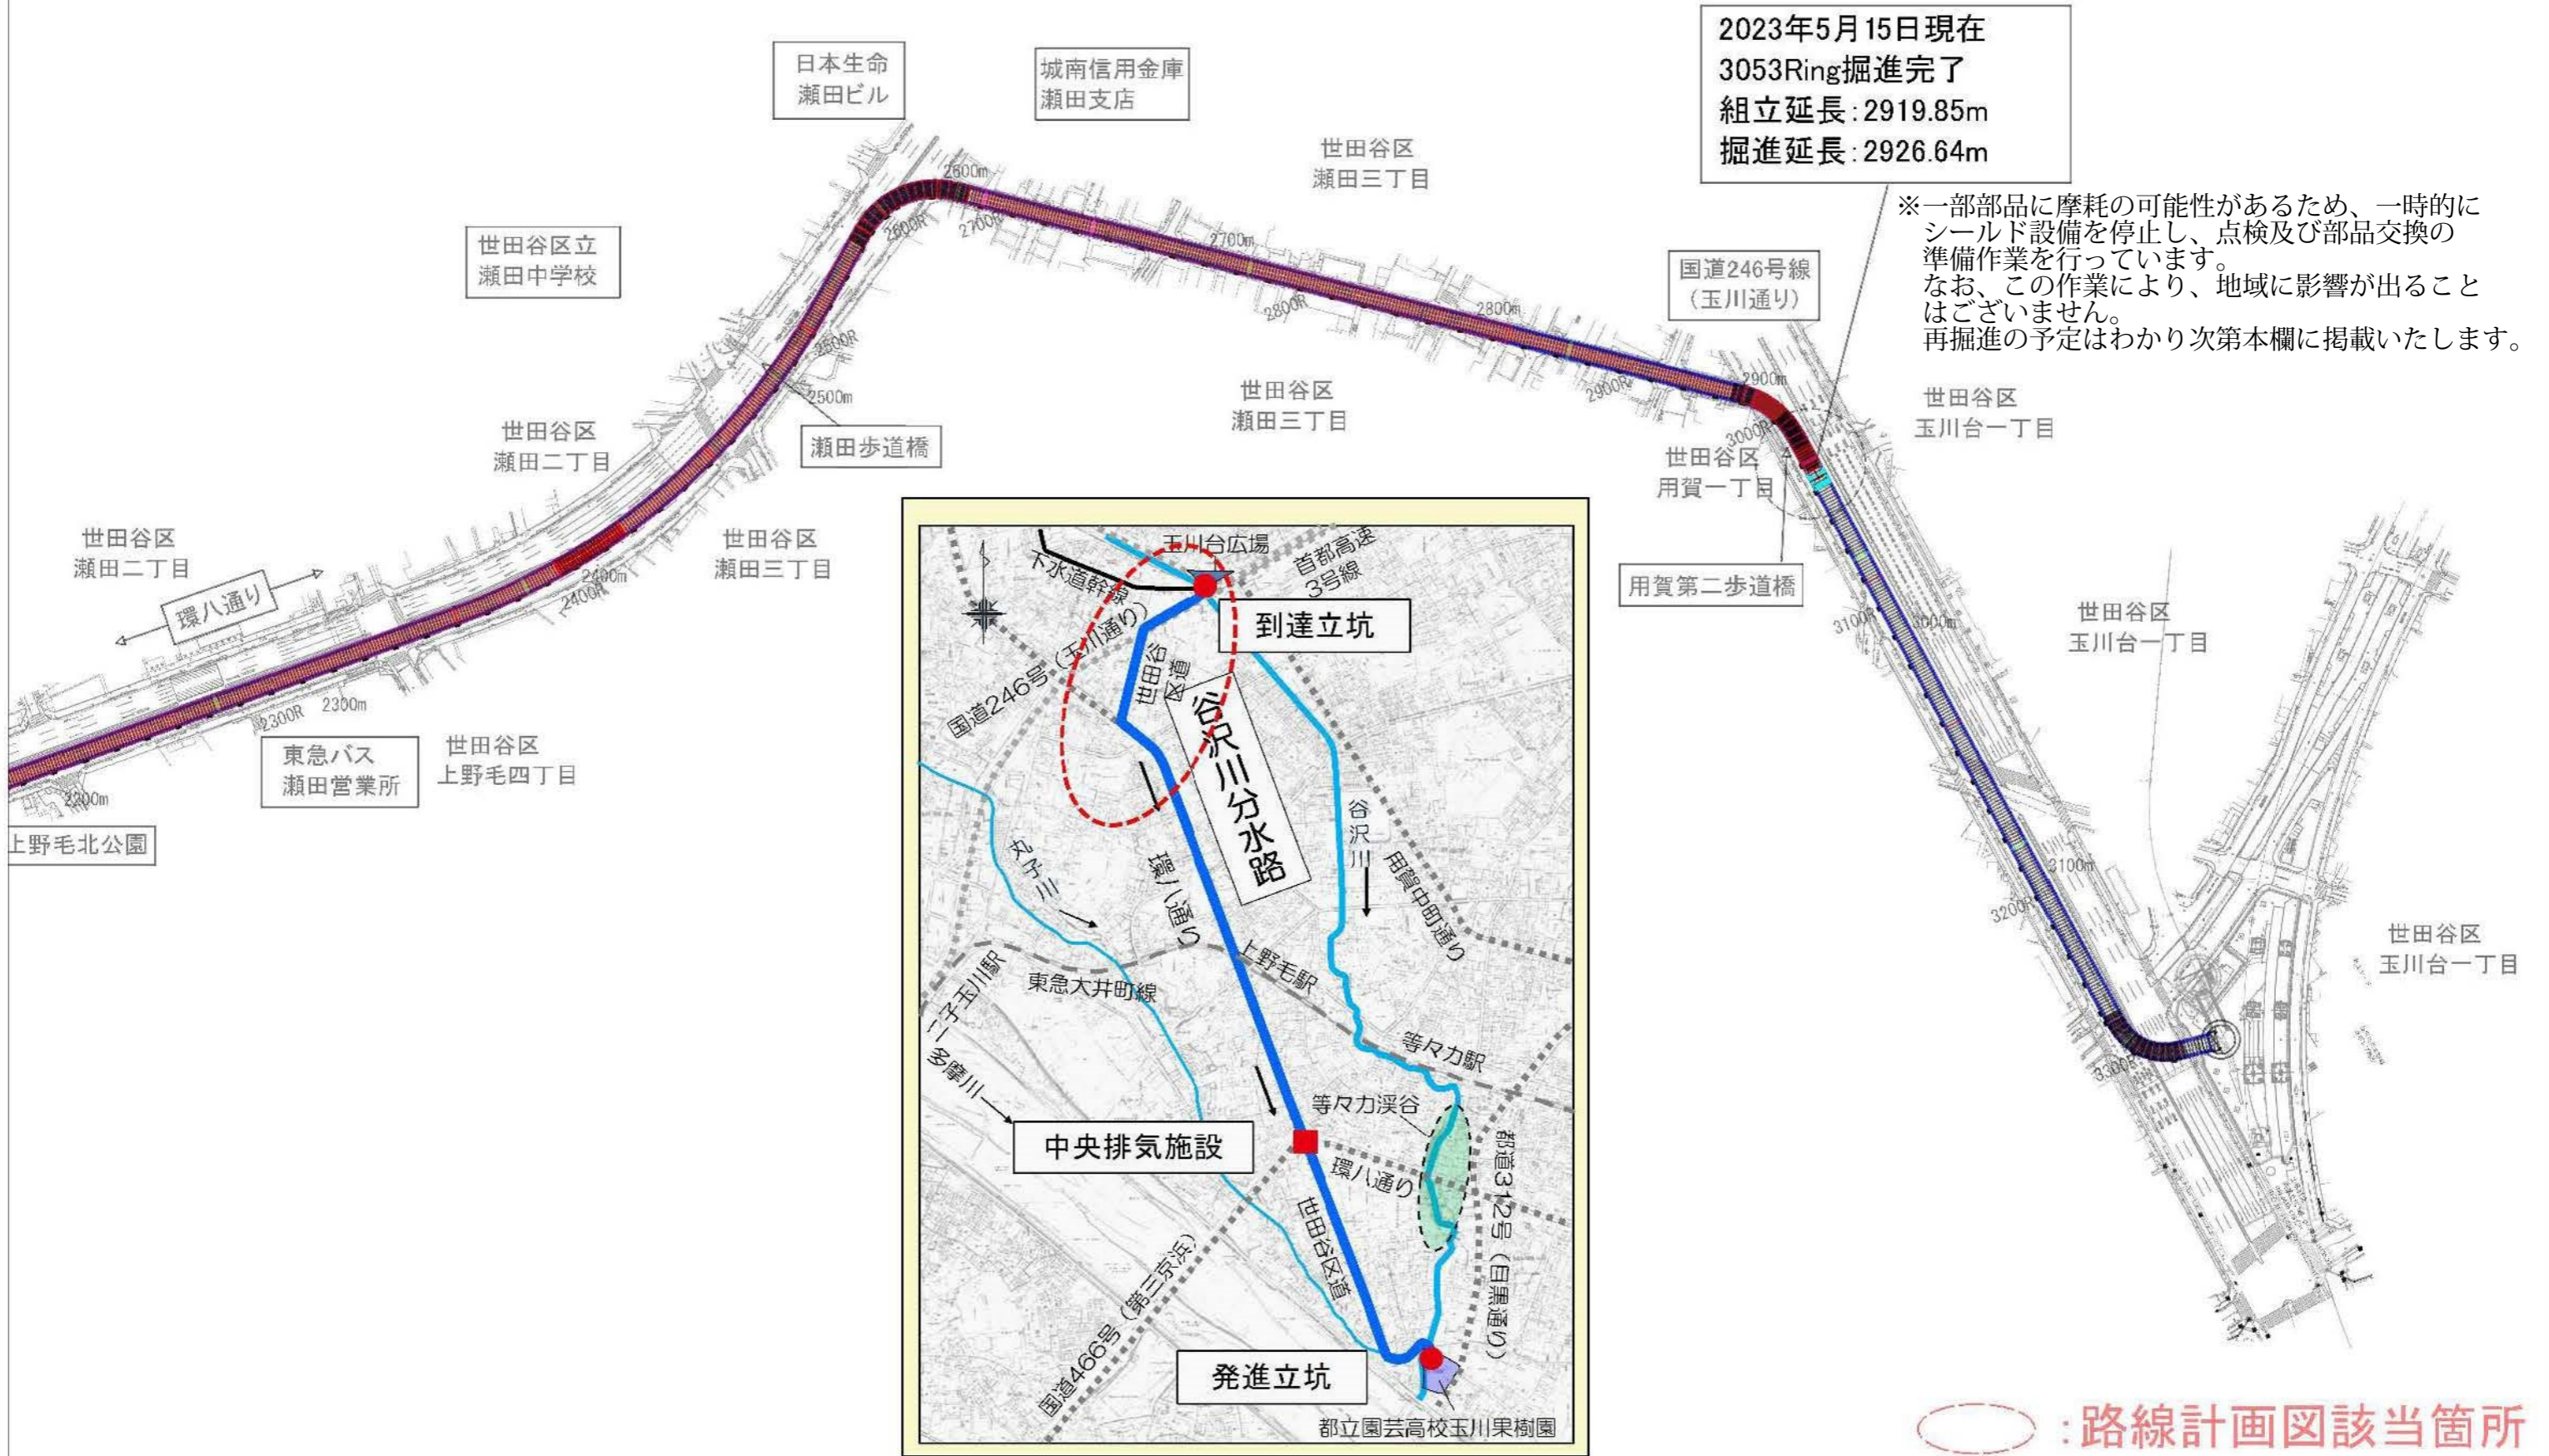 2023年5月15日現在
3053Ring掘進完了
組立延長：2919.85m
掘進延長：2926.64m
※一部部品に摩耗の可能性があるため、一時的に
シールド設備を停止し、点検及び部品交換の
準備作業を行っています。
なお、この作業により、地域に影響が出ること
はございません。
再掘進の予定はわかり次第本欄に掲載いたします。
日本生命
瀬田ビル
城南信用金庫
瀬田支店
世田谷区
瀬田三丁目
世田谷区立
瀬田中学校
国道246号線
（玉川通り）
2600m
2600R
2700R
2700m
2800R
2800m
2900R
2900m
3000R
2500R
2500m
瀬田歩道橋
世田谷区
瀬田三丁目
世田谷区
玉川台一丁目
世田谷区
用賀一丁目
世田谷区
瀬田二丁目
世田谷区
瀬田二丁目
世田谷区
瀬田三丁目
環八通り
2400m
2400R
2300R
2300m
2200m
東急バス
瀬田営業所
世田谷区
上野毛四丁目
上野毛北公園
用賀第二歩道橋
3100R
3000m
世田谷区
玉川台一丁目
3100m
3200R
3300R
世田谷区
玉川台一丁目
玉川台広場
首都高速
3号線
下水道幹線
到達立坑
国道246号（玉川通り）
世田谷
区道
谷沢川分水路
谷沢川
用賀中町通り
丸子川
環八通り
上野毛駅
東急大井町線
二子玉川駅
多摩川
等々力駅
等々力渓谷
中央排気施設
環八通り
都道312号（目黒通り）
世田谷区道
国道466号（第三京浜）
発進立坑
都立園芸高校玉川果樹園
：路線計画図該当箇所